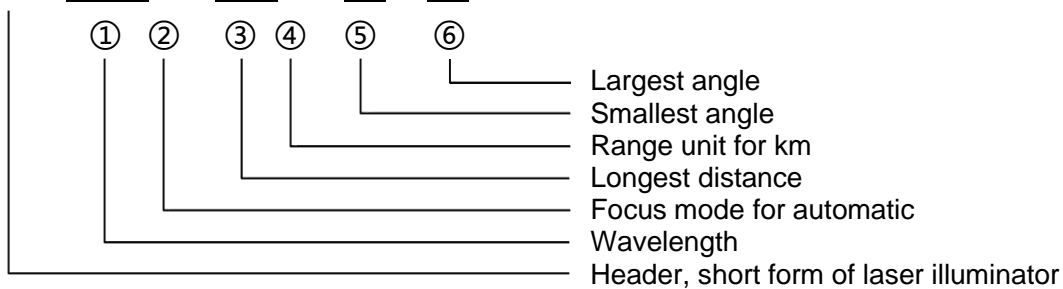 ① ② ③ ④ ⑤ ⑥
Largest angle
Smallest angle
Range unit for km
Longest distance
Focus mode for automatic
Wavelength
Header, short form of laser illuminator